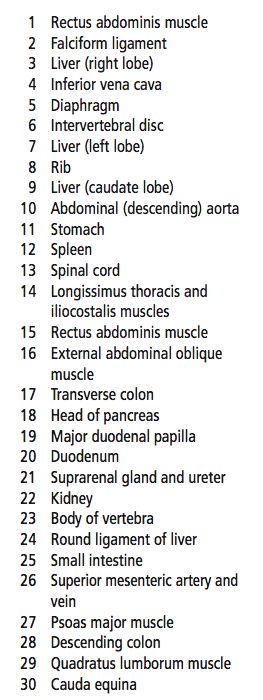 1 Rectus abdominis muscle
2 Falciform ligament
3 Liver (right lobe)
4 Inferior vena cava
5 Diaphragm
6 Intervertebral disc
7 Liver (left lobe)
8 Rib
9 Liver (caudate lobe)
10 Abdominal (descending) aorta
11 Stomach
12 Spleen
13 Spinal cord
14 Longissimus thoracis and
iliocostalis muscles
15 Rectus abdominis muscle
16 External abdominal oblique
muscle
17 Transverse colon
18 Head of pancreas
19 Major duodenal papilla
20 Duodenum
21 Suprarenal gland and ureter
22 Kidney
23 Body of vertebra
24 Round ligament of liver
25 Small intestine
26 Superior mesenteric artery and
vein
27 Psoas major muscle
28 Descending colon
29 Quadratus lumborum muscle
30 Cauda equina